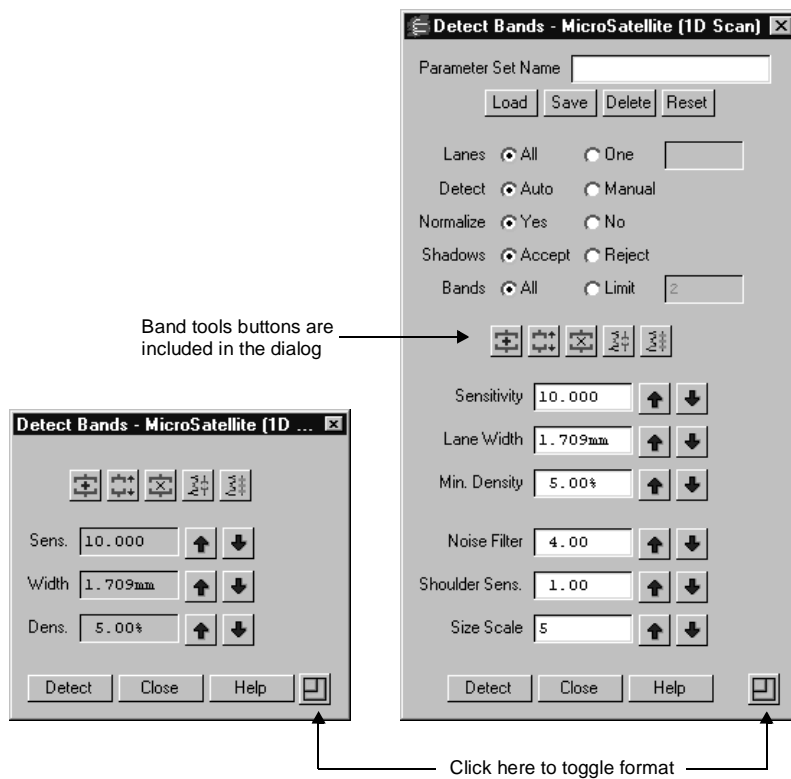 Detect Bands - MicroSatellite (1D Scan)
Parameter Set Name
Load Save Delete Reset
Lanes All One
Detect Auto Manual
Normalize Yes No
Shadows Accept Reject
Bands All Limit 2
Band tools buttons are
included in the dialog
Sensitivity 10.000
Lane Width 1.709mm
Min. Density 5.00%
Noise Filter 4.00
Shoulder Sens. 1.00
Size Scale 5
Detect Close Help
Detect Bands - MicroSatellite (1D ...
Sens. 10.000
Width 1.709mm
Dens. 5.00%
Detect Close Help
Click here to toggle format